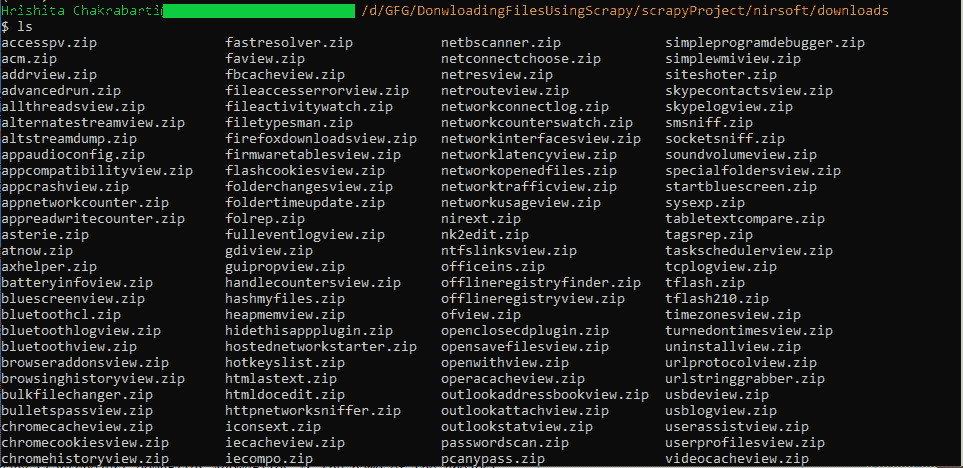 Hrishita Chakrabarti /d/GFG/DonwloadingFilesUsingScrapy/scrapyProject/nirsoft/downloads
$ ls
accesspv.zip fastresolver.zip netbscanner.zip simpleprogramdebugger.zip
acm.zip faview.zip netconnectchoose.zip simplewmiview.zip
addrview.zip fbcacheview.zip netresview.zip siteshoter.zip
advancedrun.zip fileaccesserrorview.zip netrouteview.zip skypecontactsview.zip
allthreadsview.zip fileactivitywatch.zip networkconnectlog.zip skypelogview.zip
alternatestreamview.zip filetypesman.zip networkcounterswatch.zip smsniff.zip
altstreamdump.zip firefoxdownloadsview.zip networkinterfacesview.zip socketsniff.zip
appaudioconfig.zip firmwaretablesview.zip networklatencyview.zip soundvolumeview.zip
appcompatibilityview.zip flashcookiesview.zip networkopenedfiles.zip specialfoldersview.zip
appcrashview.zip folderchangesview.zip networktrafficview.zip startbluescreen.zip
appnetworkcounter.zip foldertimeupdate.zip networkusageview.zip sysexp.zip
appreadwritecounter.zip folrep.zip nirext.zip tabletextcompare.zip
asterie.zip fulleventlogview.zip nk2edit.zip tagsrep.zip
atnow.zip gdiview.zip ntfslinksview.zip taskschedulerview.zip
axhelper.zip guipropview.zip officeins.zip tcplogview.zip
batteryinfoview.zip handlecountersview.zip offlineregistryfinder.zip tflash.zip
bluescreenview.zip hashmyfiles.zip offlineregistryview.zip tflash210.zip
bluetoothcl.zip heapmemview.zip ofview.zip timezonesview.zip
bluetoothlogview.zip hidethisappplugin.zip openclosecdplugin.zip turnedontimesview.zip
bluetoothview.zip hostednetworkstarter.zip opensavefilesview.zip uninstallview.zip
browseraddonsview.zip hotkeyslist.zip openwithview.zip urlprotocolview.zip
browsinghistoryview.zip htmlastext.zip operacacheview.zip urlstringgrabber.zip
bulkfilechanger.zip htmldocedit.zip outlookaddressbookview.zip usbdeview.zip
bulletspassview.zip httpnetworksniffer.zip outlookattachview.zip usblogview.zip
chromecacheview.zip iconsext.zip outlookstatview.zip userassistview.zip
chromecookiesview.zip iecacheview.zip passwordscan.zip userprofilesview.zip
chromehistoryview.zip iecompo.zip pcanypass.zip videocacheview.zip